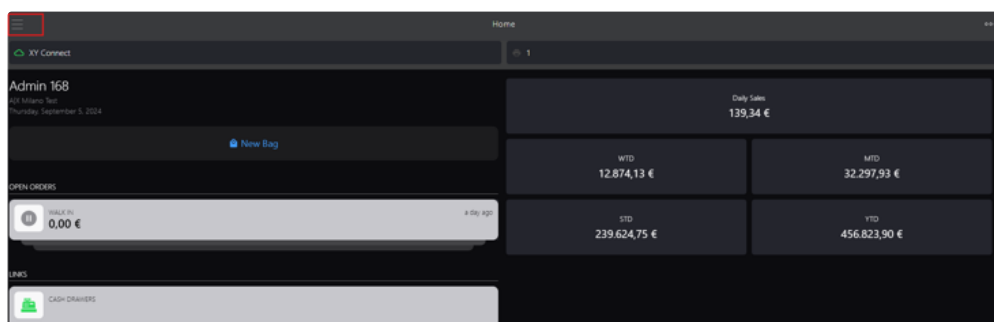 Home
XY Connect
1
Admin 168
A|X Milano Test
Thursday, September 5, 2024
New Bag
OPEN ORDERS
WALK IN
0,00 €
a day ago
LINKS
CASH DRAWERS
Daily Sales
139,34 €
WTD
12.874,13 €
MTD
32.297,93 €
STD
239.624,75 €
YTD
456.823,90 €